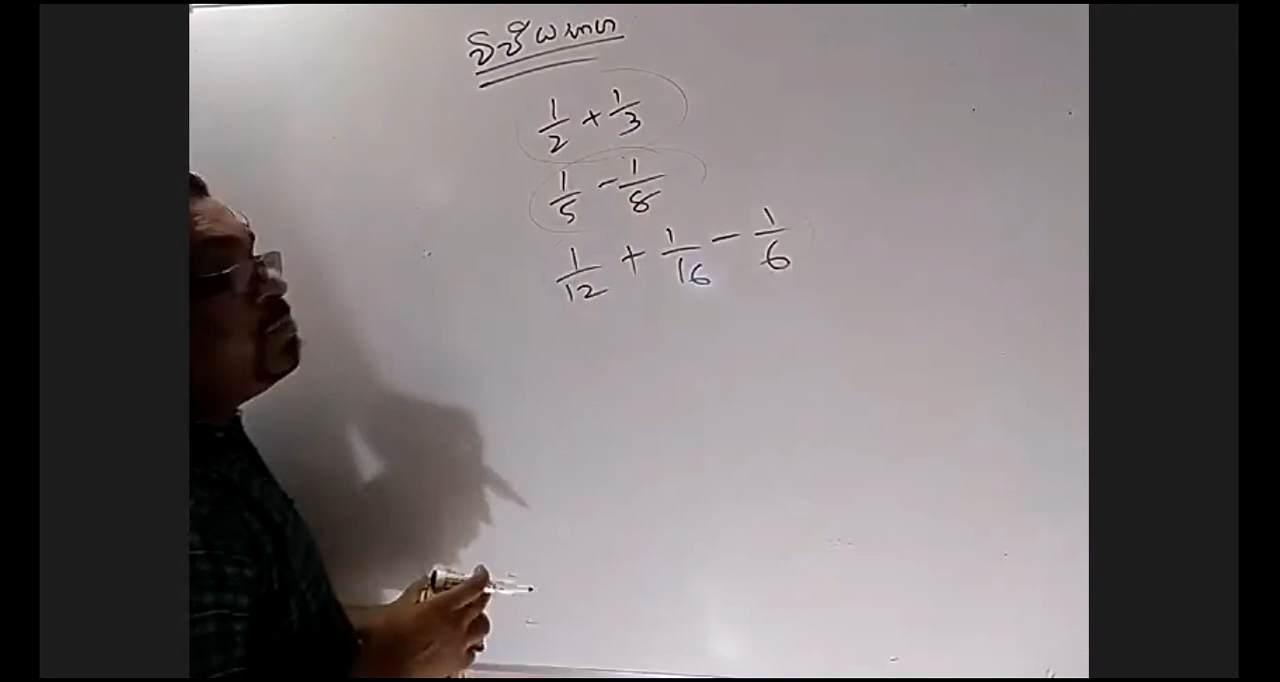 විජීය භාග
1/2 + 1/3
1/5 - 1/8
1/12 + 1/16 - 1/6